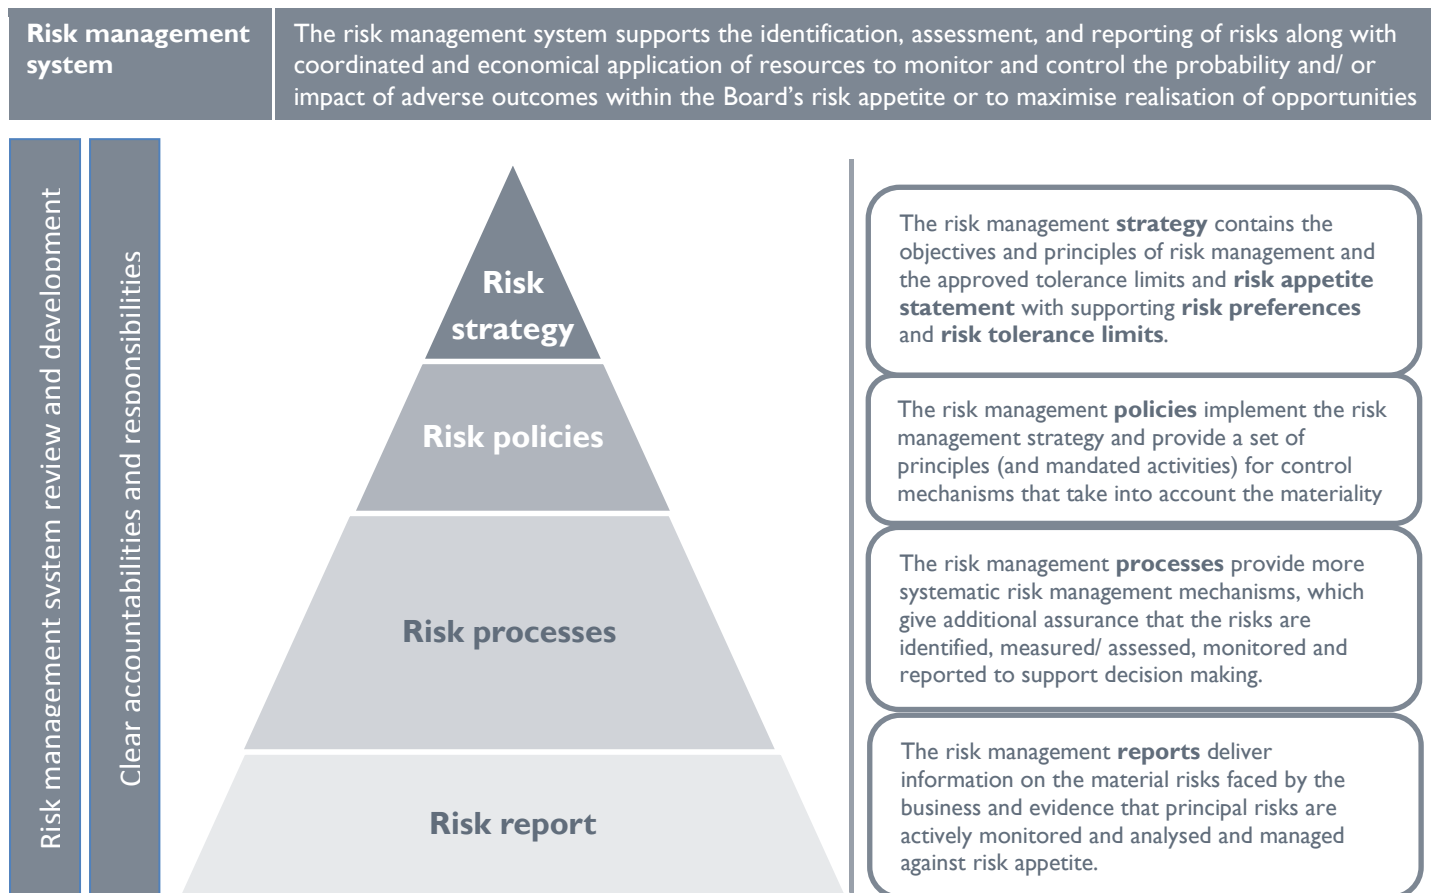 Risk management
system
The risk management system supports the identification, assessment, and reporting of risks along with
coordinated and economical application of resources to monitor and control the probability and/ or
impact of adverse outcomes within the Board’s risk appetite or to maximise realisation of opportunities
Risk management system review and development
Clear accountabilities and responsibilities
Risk
strategy
Risk policies
Risk processes
Risk report
The risk management strategy contains the
objectives and principles of risk management and
the approved tolerance limits and risk appetite
statement with supporting risk preferences
and risk tolerance limits.
The risk management policies implement the risk
management strategy and provide a set of
principles (and mandated activities) for control
mechanisms that take into account the materiality
The risk management processes provide more
systematic risk management mechanisms, which
give additional assurance that the risks are
identified, measured/ assessed, monitored and
reported to support decision making.
The risk management reports deliver
information on the material risks faced by the
business and evidence that principal risks are
actively monitored and analysed and managed
against risk appetite.